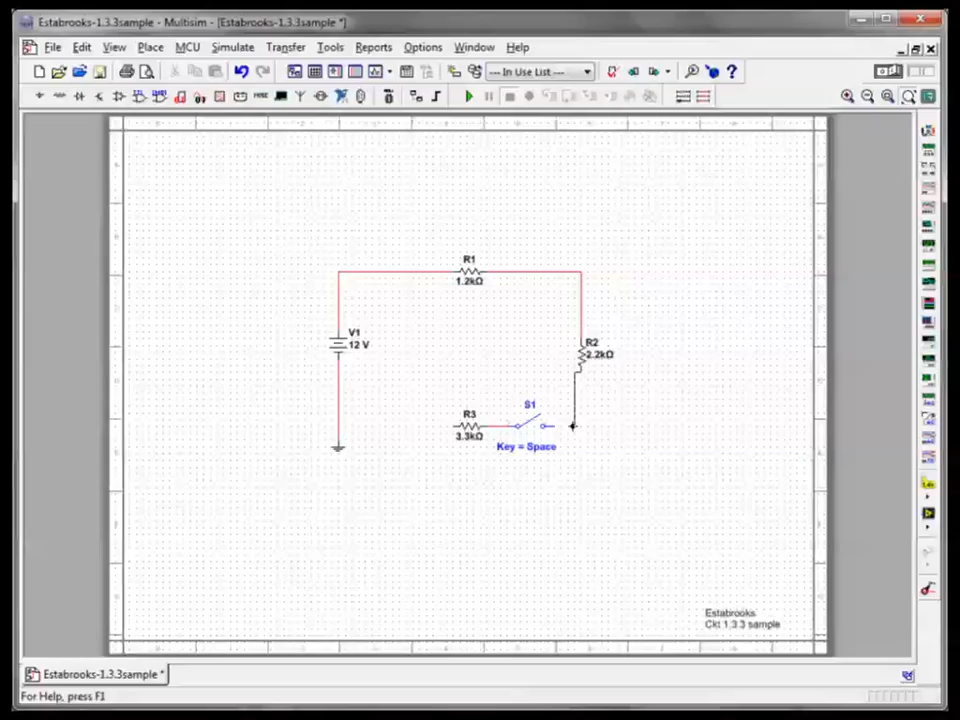 Estabrooks-1.3.3sample - Multisim - [Estabrooks-1.3.3sample *]
File Edit View Place MCU Simulate Transfer Tools Reports Options Window Help
--- In Use List ---
R1
1.2kΩ
V1
12 V
R2
2.2kΩ
S1
R3
3.3kΩ
Key = Space
Estabrooks
Ckt 1.3.3 sample
Estabrooks-1.3.3sample *
For Help, press F1